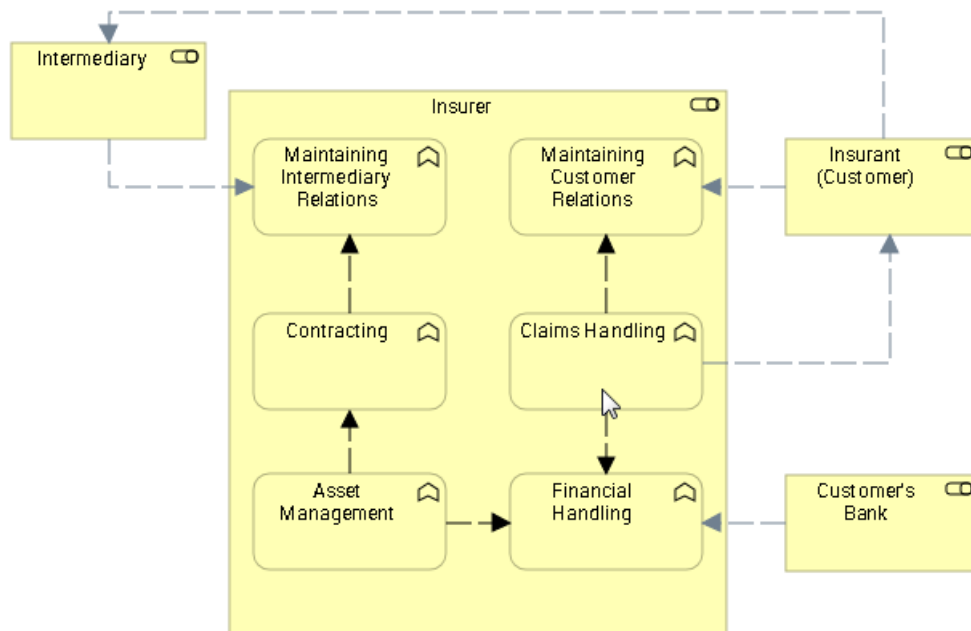 Intermediary
Insurer
Maintaining
Intermediary
Relations
Maintaining
Customer
Relations
Insurant
(Customer)
Contracting
Claims Handling
Asset
Management
Financial
Handling
Customer's
Bank